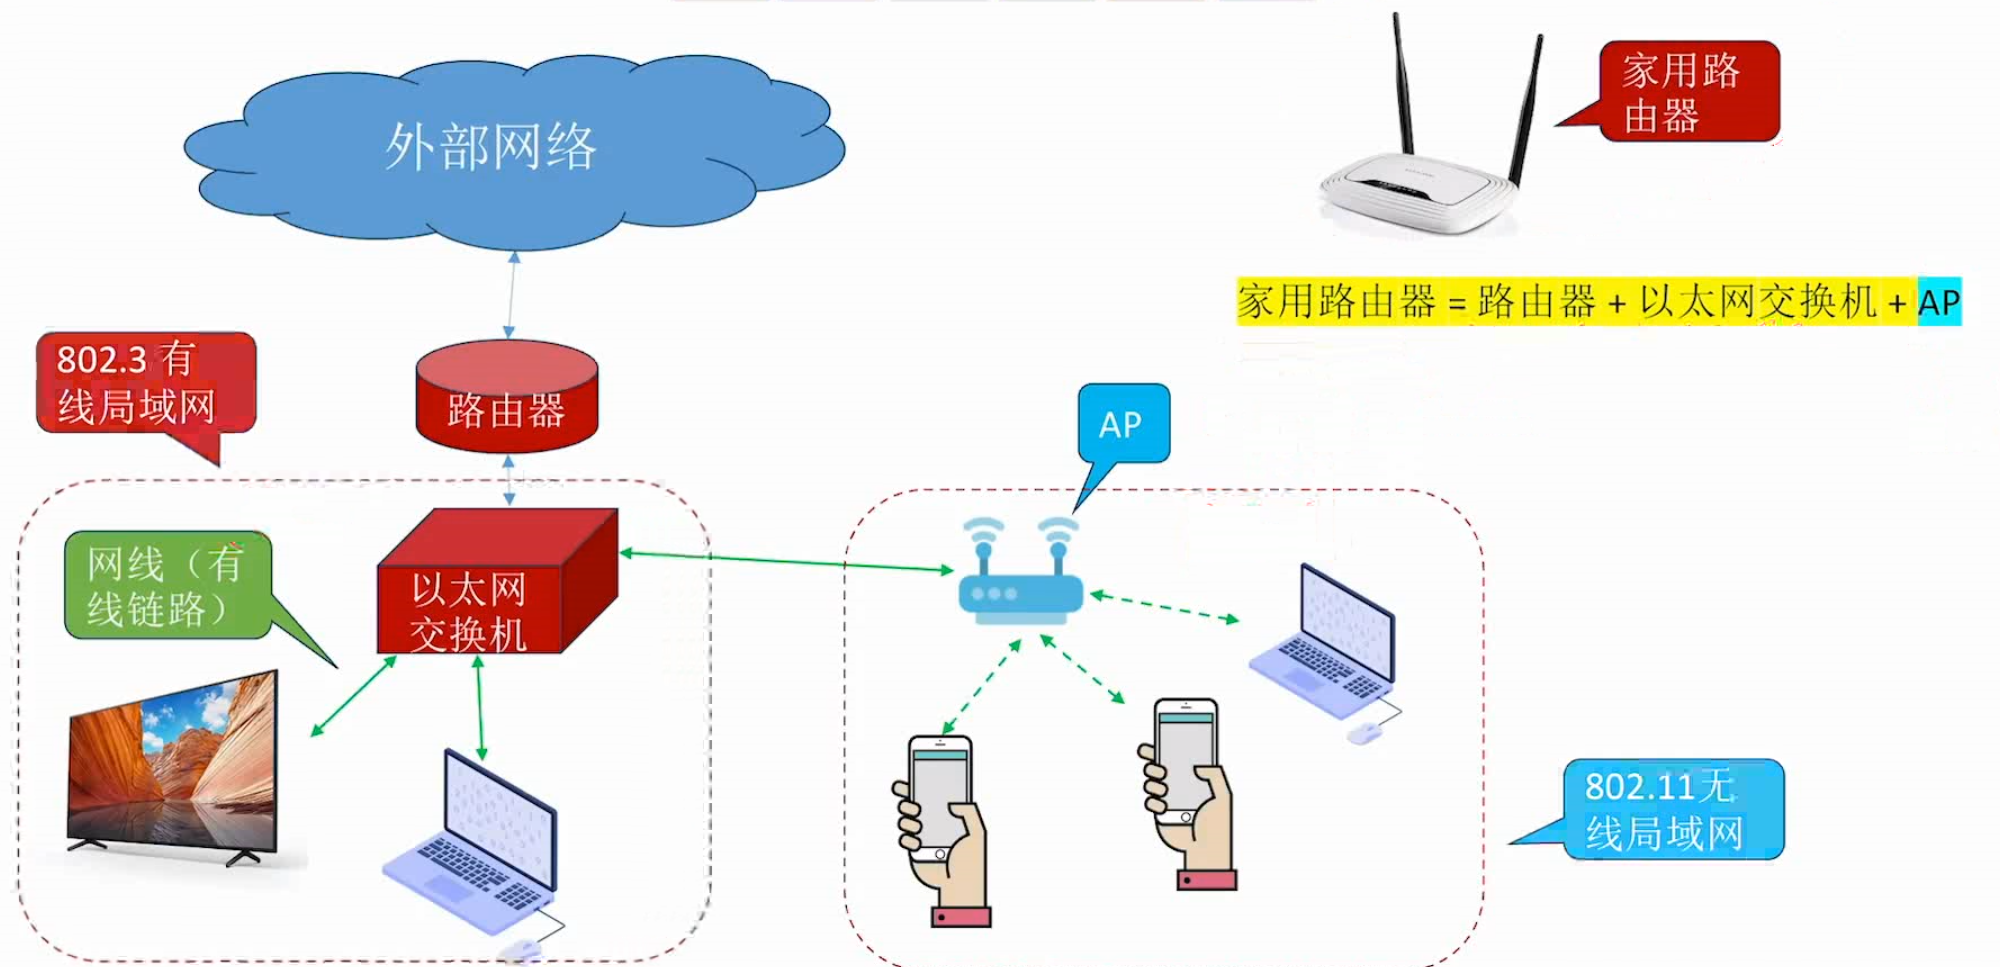 外部网络
家用路
由器
家用路由器 = 路由器 + 以太网交换机 + AP
802.3 有
线局域网
路由器
AP
网线（有
线链路）
以太网
交换机
802.11无
线局域网